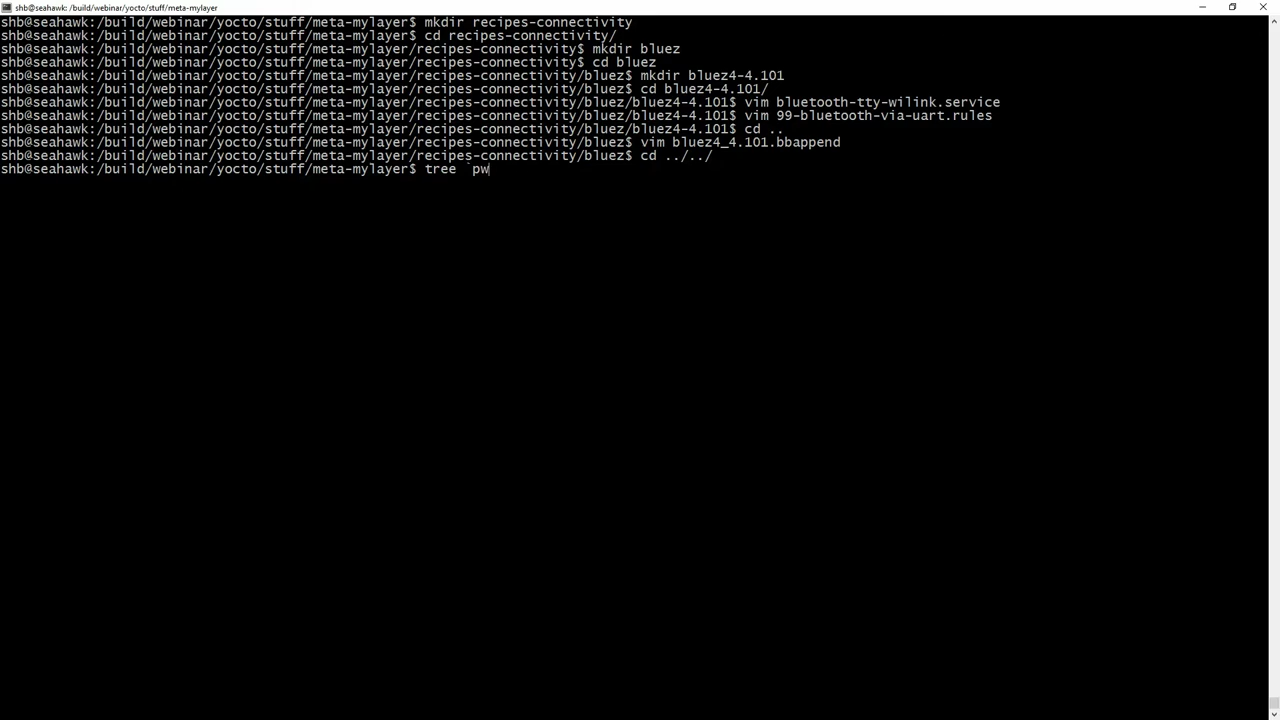 shb@seahawk: /build/webinar/yocto/stuff/meta-mylayer
shb@seahawk:/build/webinar/yocto/stuff/meta-mylayer$ mkdir recipes-connectivity
shb@seahawk:/build/webinar/yocto/stuff/meta-mylayer$ cd recipes-connectivity/
shb@seahawk:/build/webinar/yocto/stuff/meta-mylayer/recipes-connectivity$ mkdir bluez
shb@seahawk:/build/webinar/yocto/stuff/meta-mylayer/recipes-connectivity$ cd bluez
shb@seahawk:/build/webinar/yocto/stuff/meta-mylayer/recipes-connectivity/bluez$ mkdir bluez4-4.101
shb@seahawk:/build/webinar/yocto/stuff/meta-mylayer/recipes-connectivity/bluez$ cd bluez4-4.101/
shb@seahawk:/build/webinar/yocto/stuff/meta-mylayer/recipes-connectivity/bluez/bluez4-4.101$ vim bluetooth-tty-wilink.service
shb@seahawk:/build/webinar/yocto/stuff/meta-mylayer/recipes-connectivity/bluez/bluez4-4.101$ vim 99-bluetooth-via-uart.rules
shb@seahawk:/build/webinar/yocto/stuff/meta-mylayer/recipes-connectivity/bluez/bluez4-4.101$ cd ..
shb@seahawk:/build/webinar/yocto/stuff/meta-mylayer/recipes-connectivity/bluez$ vim bluez4_4.101.bbappend
shb@seahawk:/build/webinar/yocto/stuff/meta-mylayer/recipes-connectivity/bluez$ cd ../../
shb@seahawk:/build/webinar/yocto/stuff/meta-mylayer$ tree `pw